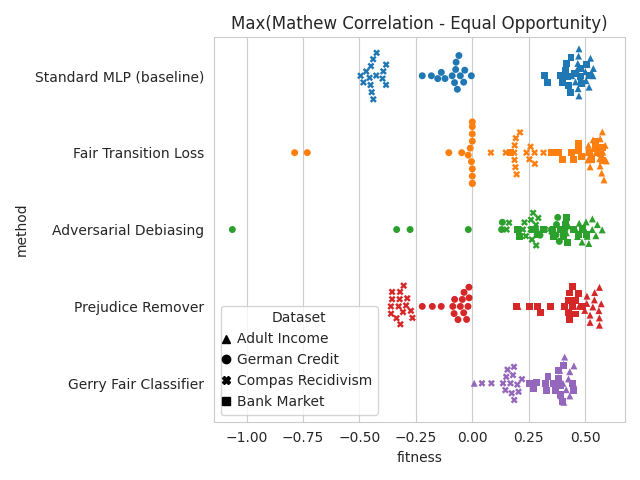 Max(Mathew Correlation - Equal Opportunity)
Standard MLP (baseline)
Fair Transition Loss
Adversarial Debiasing
Prejudice Remover
Gerry Fair Classifier
method
Dataset
Adult Income
German Credit
Compas Recidivism
Bank Market
−1.00
−0.75
−0.50
−0.25
0.00
0.25
0.50
fitness